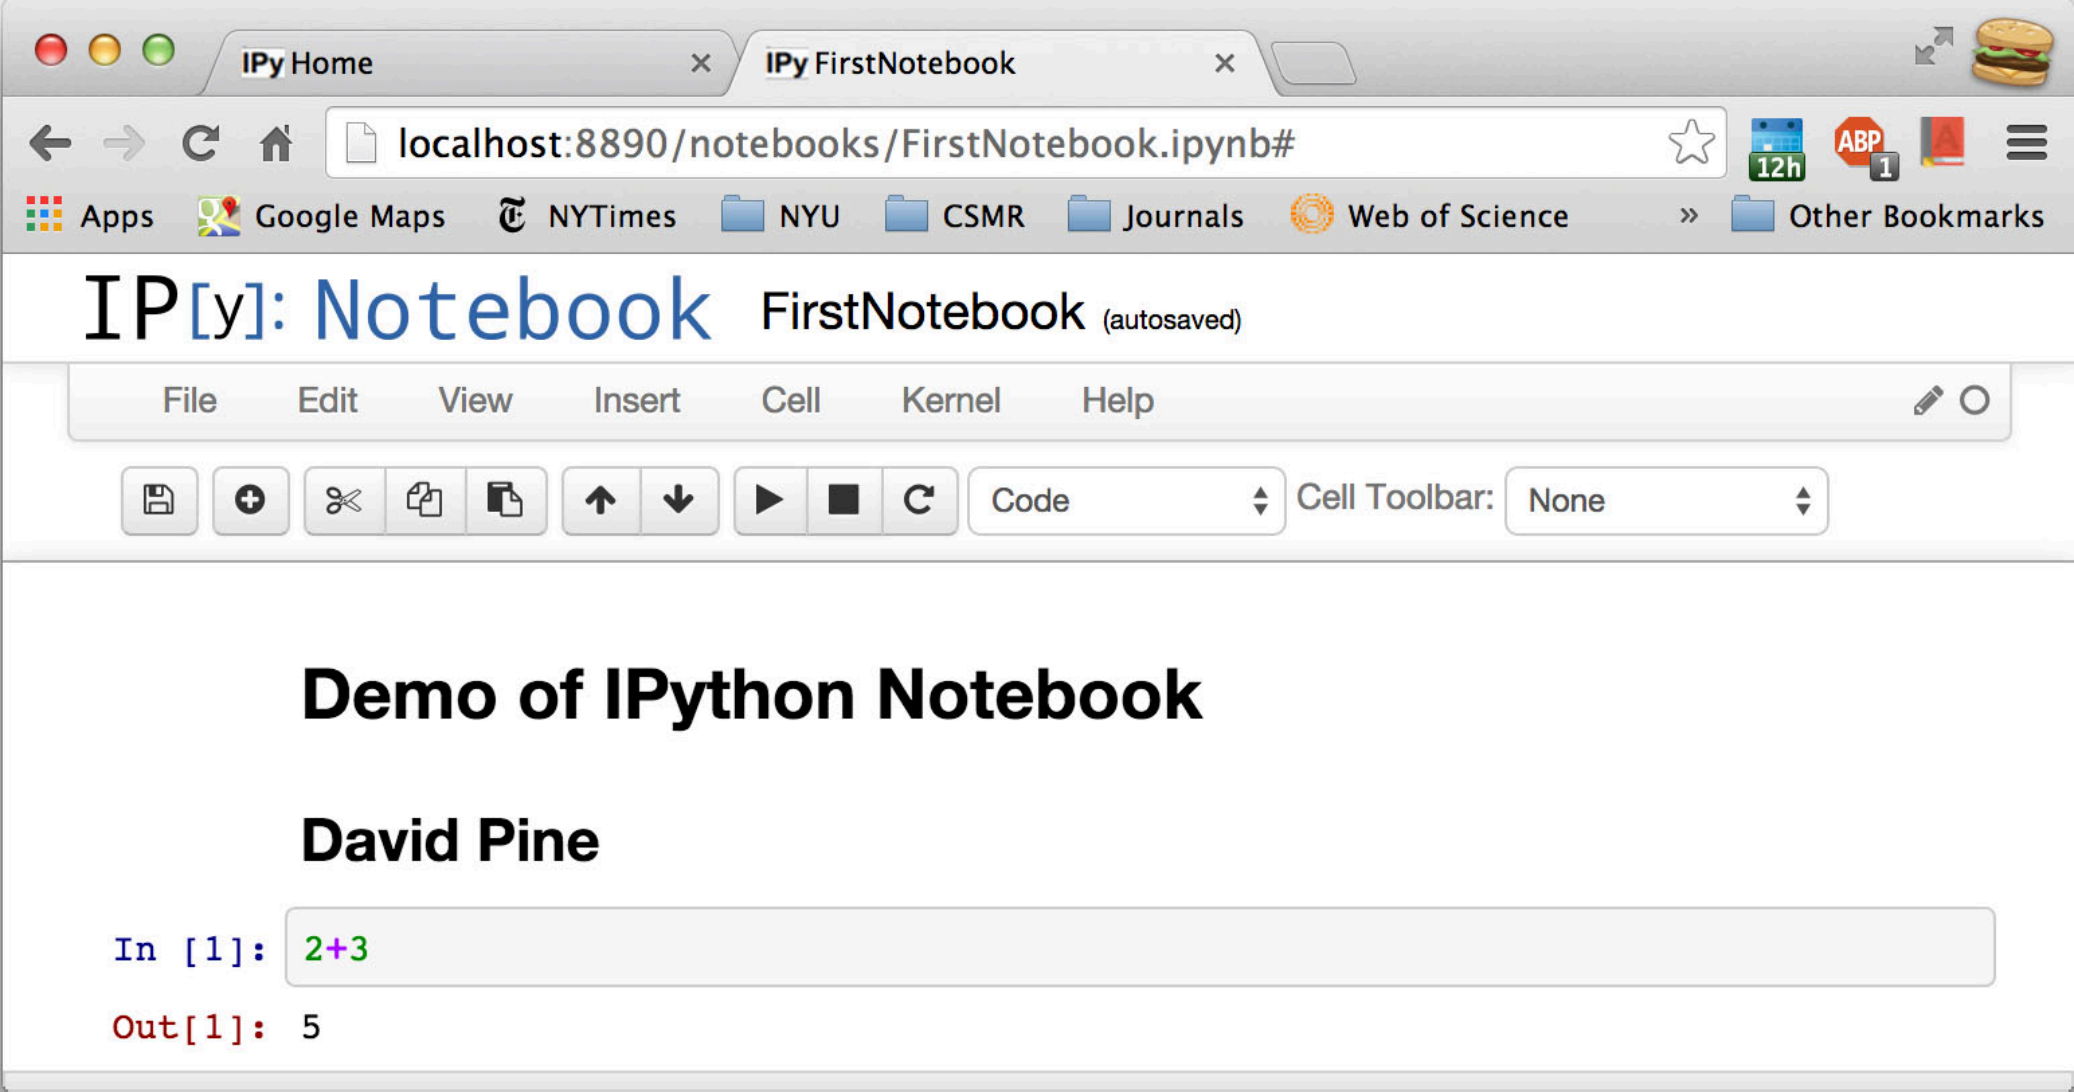 IPy Home × IPy FirstNotebook ×
localhost:8890/notebooks/FirstNotebook.ipynb# 12h ABP 1 A
Apps Google Maps NYTimes NYU CSMR Journals Web of Science » Other Bookmarks
IP[y]: Notebook FirstNotebook (autosaved)
File Edit View Insert Cell Kernel Help
Code Cell Toolbar: None
Demo of IPython Notebook
David Pine
In [1]: 2+3
Out[1]: 5